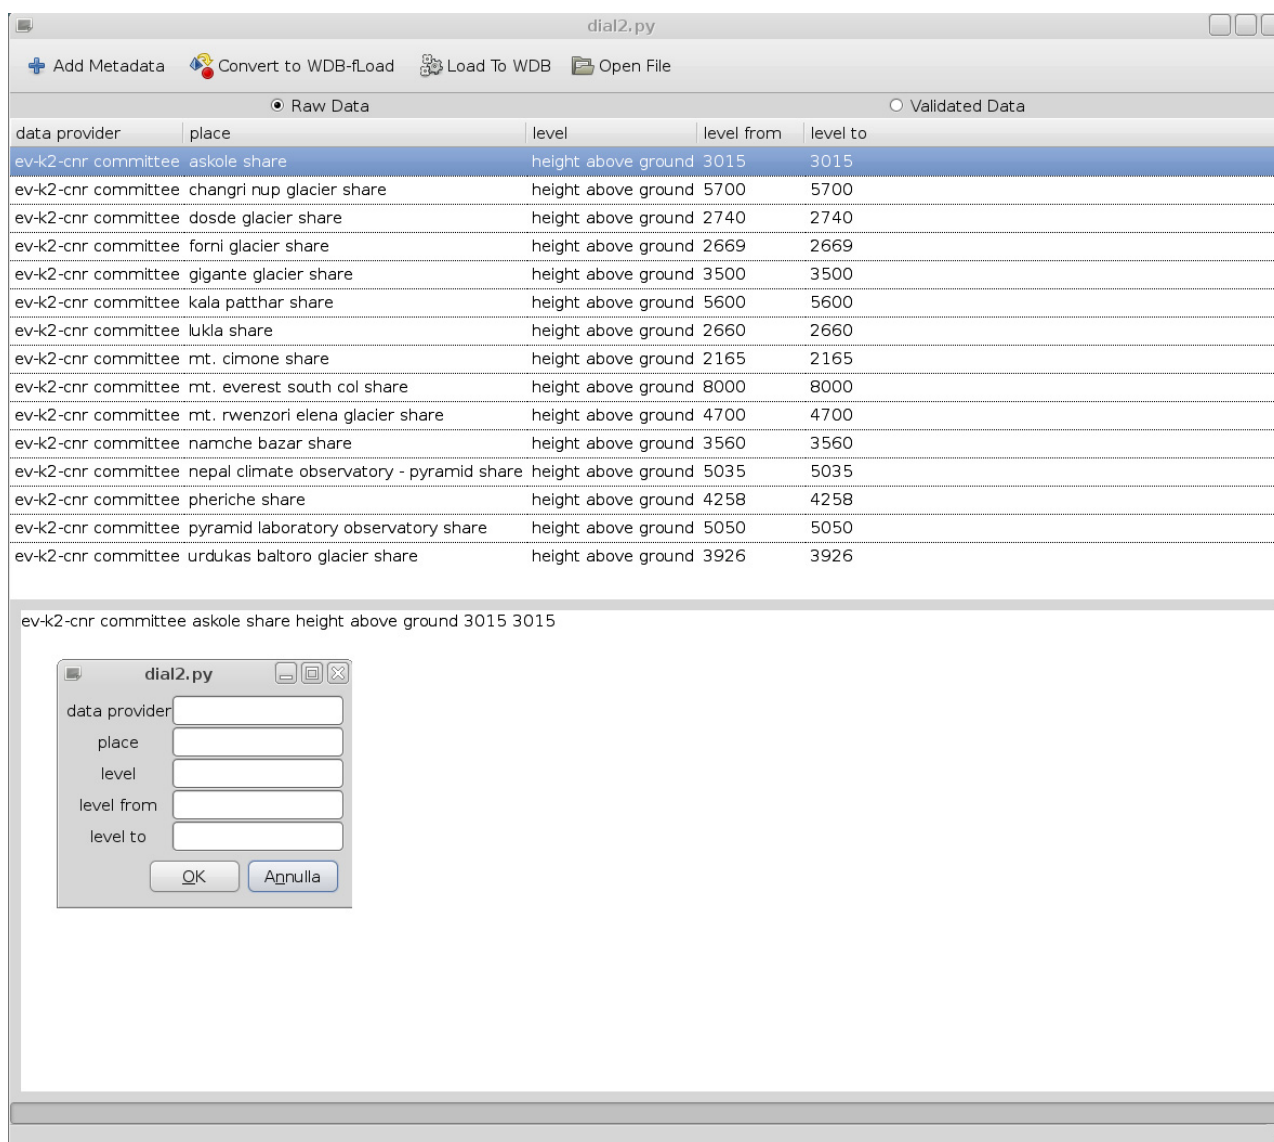 dial2.py
Add Metadata Convert to WDB-fLoad Load To WDB Open File
Raw Data Validated Data
data provider place level level from level to
ev-k2-cnr committee askole share height above ground 3015 3015
ev-k2-cnr committee changri nup glacier share height above ground 5700 5700
ev-k2-cnr committee dosde glacier share height above ground 2740 2740
ev-k2-cnr committee forni glacier share height above ground 2669 2669
ev-k2-cnr committee gigante glacier share height above ground 3500 3500
ev-k2-cnr committee kala patthar share height above ground 5600 5600
ev-k2-cnr committee lukla share height above ground 2660 2660
ev-k2-cnr committee mt. cimone share height above ground 2165 2165
ev-k2-cnr committee mt. everest south col share height above ground 8000 8000
ev-k2-cnr committee mt. rwenzori elena glacier share height above ground 4700 4700
ev-k2-cnr committee namche bazar share height above ground 3560 3560
ev-k2-cnr committee nepal climate observatory - pyramid share height above ground 5035 5035
ev-k2-cnr committee pheriche share height above ground 4258 4258
ev-k2-cnr committee pyramid laboratory observatory share height above ground 5050 5050
ev-k2-cnr committee urdukas baltoro glacier share height above ground 3926 3926
ev-k2-cnr committee askole share height above ground 3015 3015
dial2.py
data provider
place
level
level from
level to
OK Annulla